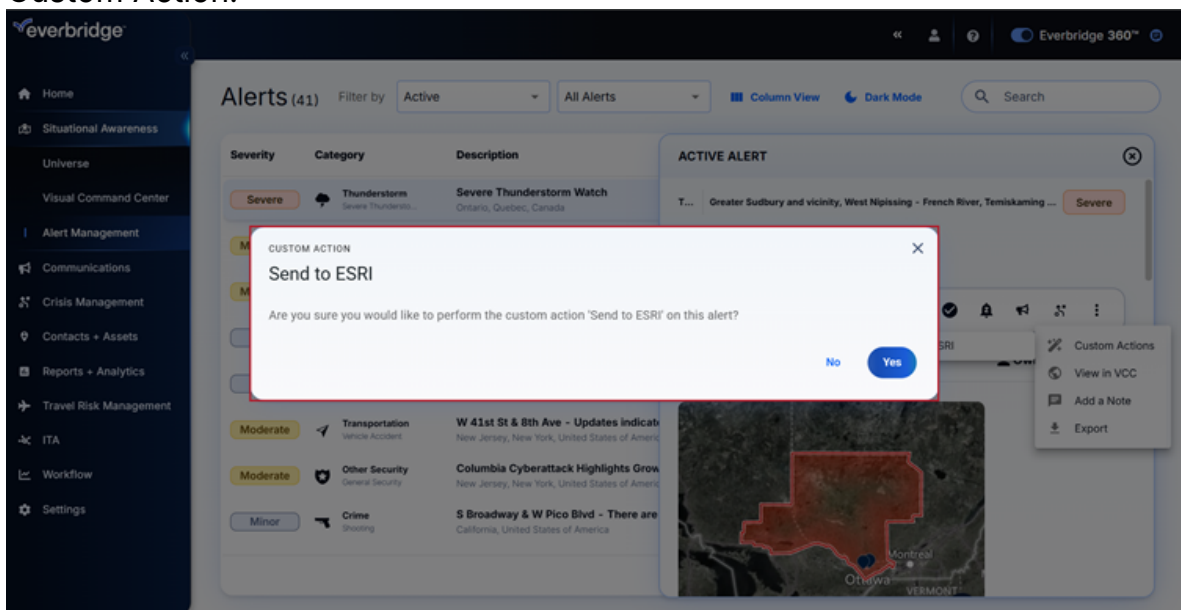 Custom Action.
everbridge
Everbridge 360™
Home
Situational Awareness
Universe
Visual Command Center
Alert Management
Communications
Crisis Management
Contacts + Assets
Reports + Analytics
Travel Risk Management
ITA
Workflow
Settings
Alerts (41) Filter by Active All Alerts Column View Dark Mode Search
Severity Category Description
Severe Thunderstorm Severe Thunderstorm Watch
Severe Thundersto... Ontario, Quebec, Canada
ACTIVE ALERT
T... Greater Sudbury and vicinity, West Nipissing - French River, Temiskaming ... Severe
M
M
CUSTOM ACTION
Send to ESRI
Are you sure you would like to perform the custom action 'Send to ESRI' on this alert?
No Yes
SRI
Custom Actions
View in VCC
Add a Note
Export
Moderate Transportation W 41st St & 8th Ave - Updates indicat
Vehicle Accident New Jersey, New York, United States of Americ
Moderate Other Security Columbia Cyberattack Highlights Grow
General Security New Jersey, New York, United States of Americ
Minor Crime S Broadway & W Pico Blvd - There are
Shooting California, United States of America
Montreal
Ottawa
VERMONT